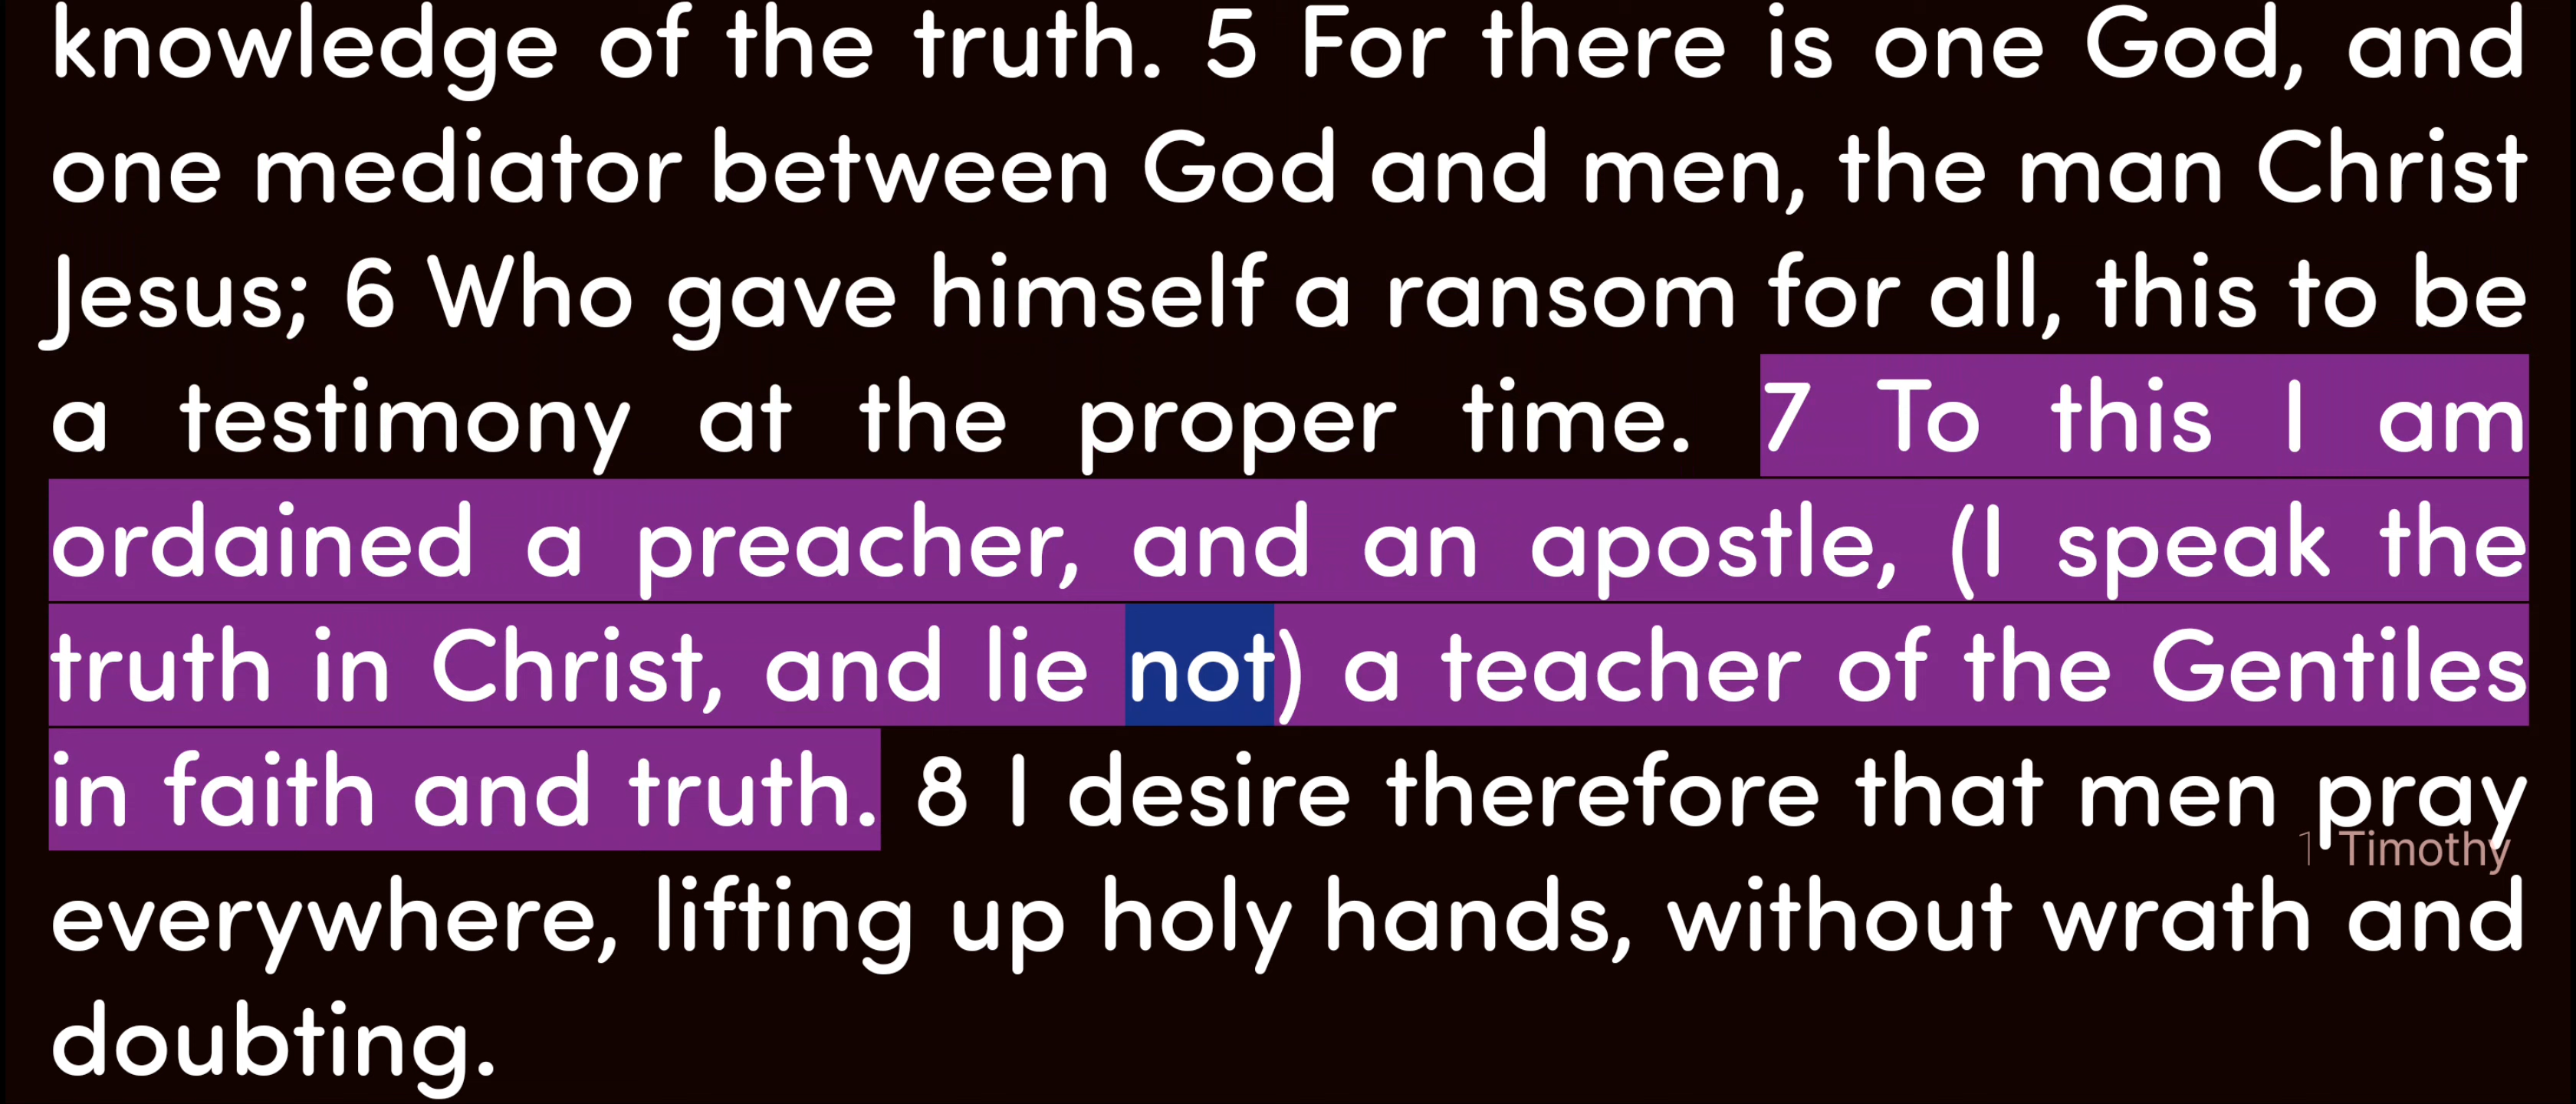 knowledge of the truth. 5 For there is one God, and
one mediator between God and men, the man Christ
Jesus; 6 Who gave himself a ransom for all, this to be
a testimony at the proper time. 7 To this I am
ordained a preacher, and an apostle, (I speak the
truth in Christ, and lie not) a teacher of the Gentiles
in faith and truth. 8 I desire therefore that men pray
1 Timothy
everywhere, lifting up holy hands, without wrath and
doubting.